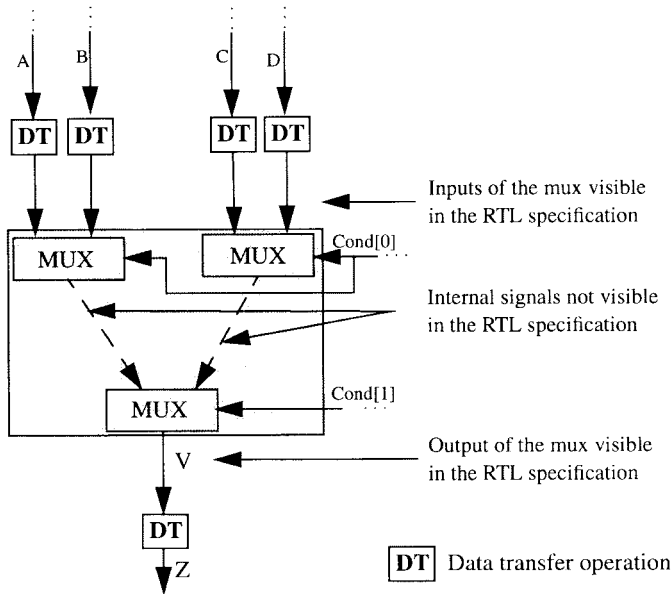 A B C D
DT DT DT DT
Inputs of the mux visible
in the RTL specification
MUX MUX Cond[0]
Internal signals not visible
in the RTL specification
MUX Cond[1]
V
Output of the mux visible
in the RTL specification
DT
Z
DT Data transfer operation